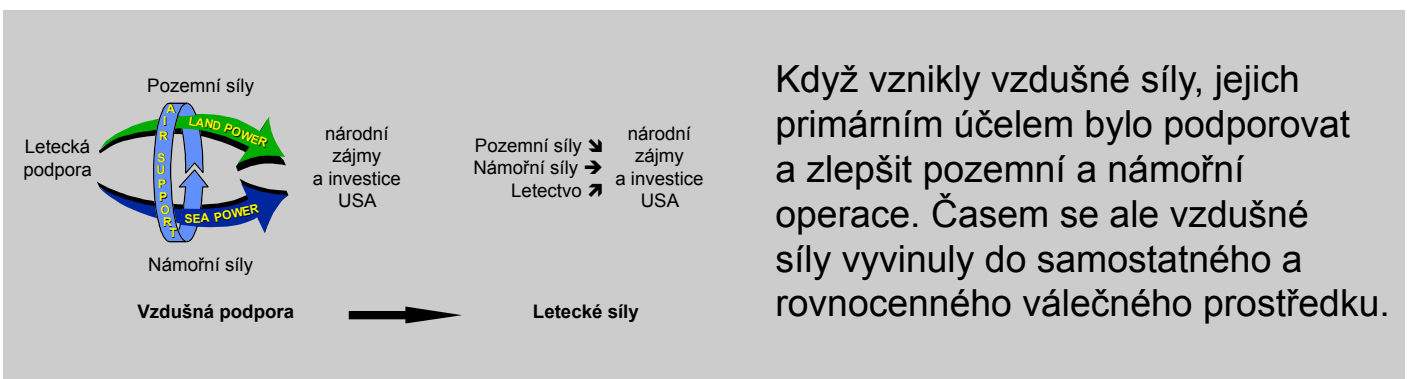 Pozemní síly
AIR SUPPORT
LAND POWER
SEA POWER
Letecká
podpora
Námořní síly
národní
zájmy
a investice
USA
Pozemní síly ➘
Námořní síly ➔
Letectvo ➚
národní
zájmy
a investice
USA
Vzdušná podpora
Letecké síly
Když vznikly vzdušné síly, jejich
primárním účelem bylo podporovat
a zlepšit pozemní a námořní
operace. Časem se ale vzdušné
síly vyvinuly do samostatného a
rovnocenného válečného prostředku.